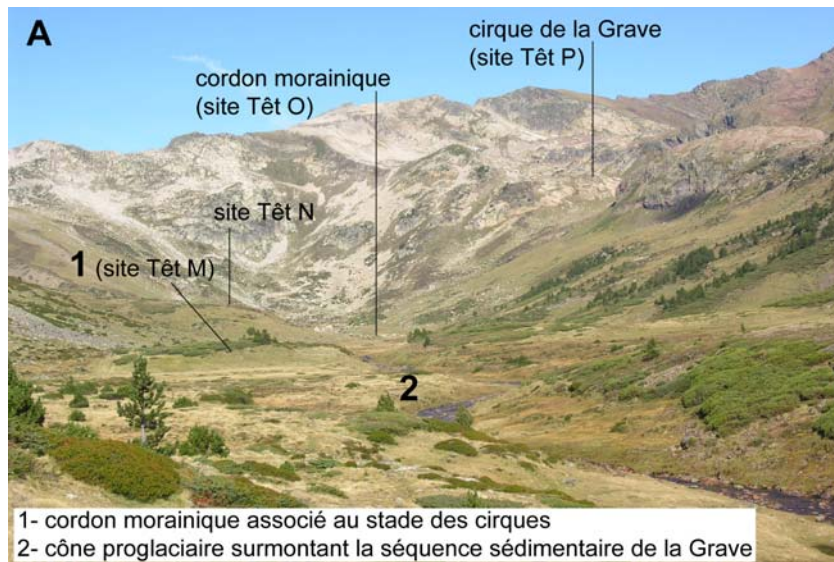 A
cirque de la Grave
(site Têt P)
cordon morainique
(site Têt O)
site Têt N
1 (site Têt M)
2
1- cordon morainique associé au stade des cirques
2- cône proglaciaire surmontant la séquence sédimentaire de la Grave